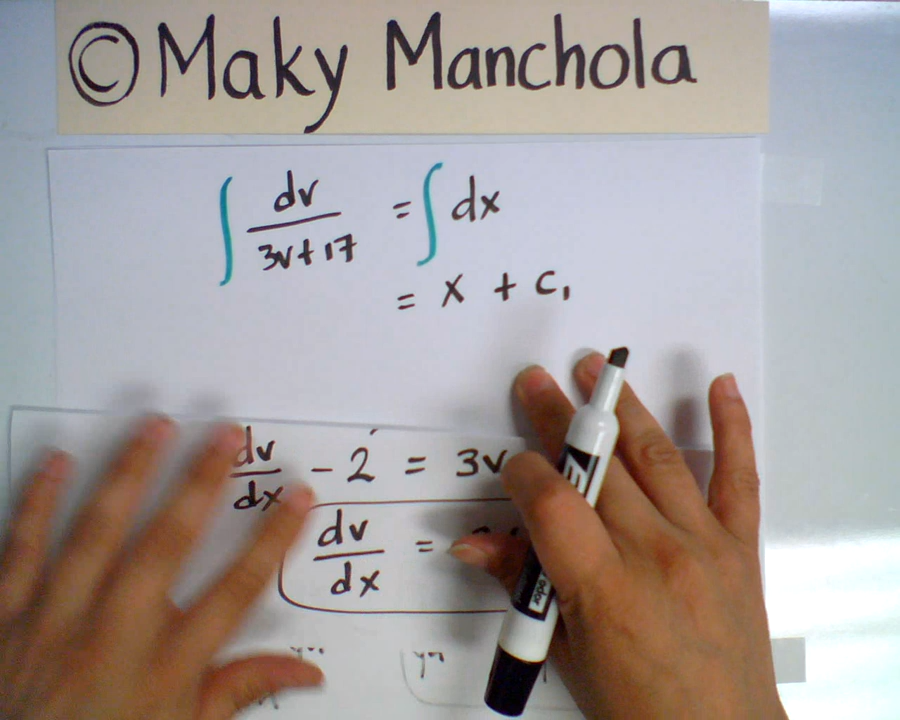 © Maky Manchola
∫ dv / 3v+17 = ∫ dx
= x + c₁
dv/dx - 2 = 3v
dv/dx =